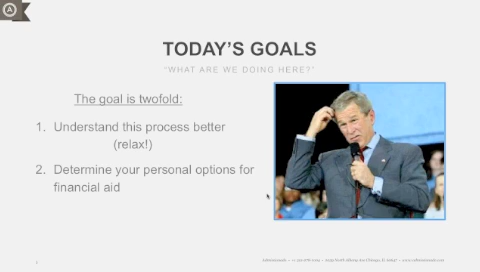 A
TODAY'S GOALS
"WHAT ARE WE DOING HERE?"
The goal is twofold:
1. Understand this process better
(relax!)
2. Determine your personal options for
financial aid